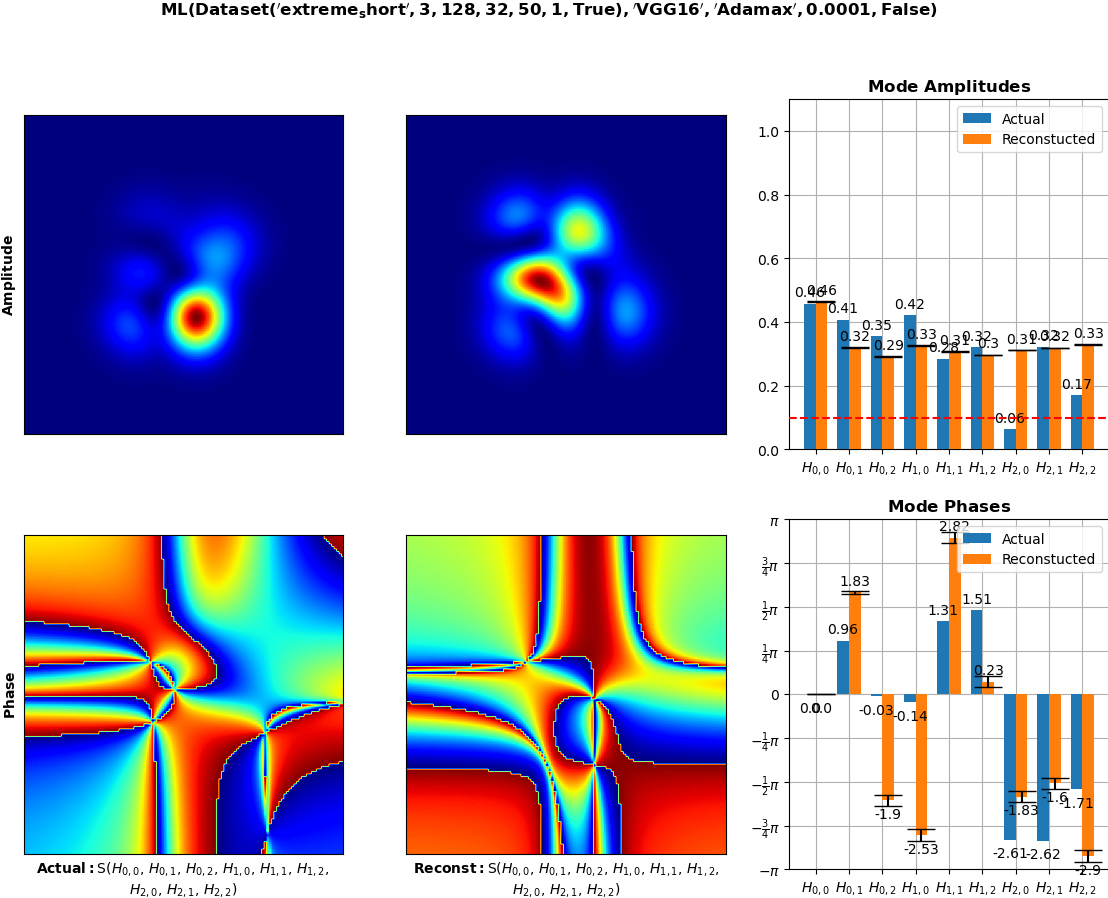 ML(Dataset('extreme_short', 3, 128, 32, 50, 1, True), 'VGG16', 'Adamax', 0.0001, False)
Amplitude
Mode Amplitudes
Actual
Reconstucted
1.0
0.8
0.6
0.4
0.2
0.0
0.46
0.46
0.41
0.32
0.35
0.29
0.42
0.33
0.28
0.31
0.32
0.3
0.06
0.31
0.32
0.32
0.17
0.33
H0,0 H0,1 H0,2 H1,0 H1,1 H1,2 H2,0 H2,1 H2,2
Phase
Actual: S(H0,0, H0,1, H0,2, H1,0, H1,1, H1,2,
H2,0, H2,1, H2,2)
Reconst: S(H0,0, H0,1, H0,2, H1,0, H1,1, H1,2,
H2,0, H2,1, H2,2)
Mode Phases
Actual
Reconstucted
π
3/4π
1/2π
1/4π
0
−1/4π
−1/2π
−3/4π
−π
0.0
0.0
0.96
1.83
-0.03
-1.9
-0.14
-2.53
1.31
2.82
1.51
0.23
-2.61
-1.83
-2.62
-1.6
-1.71
-2.9
H0,0 H0,1 H0,2 H1,0 H1,1 H1,2 H2,0 H2,1 H2,2